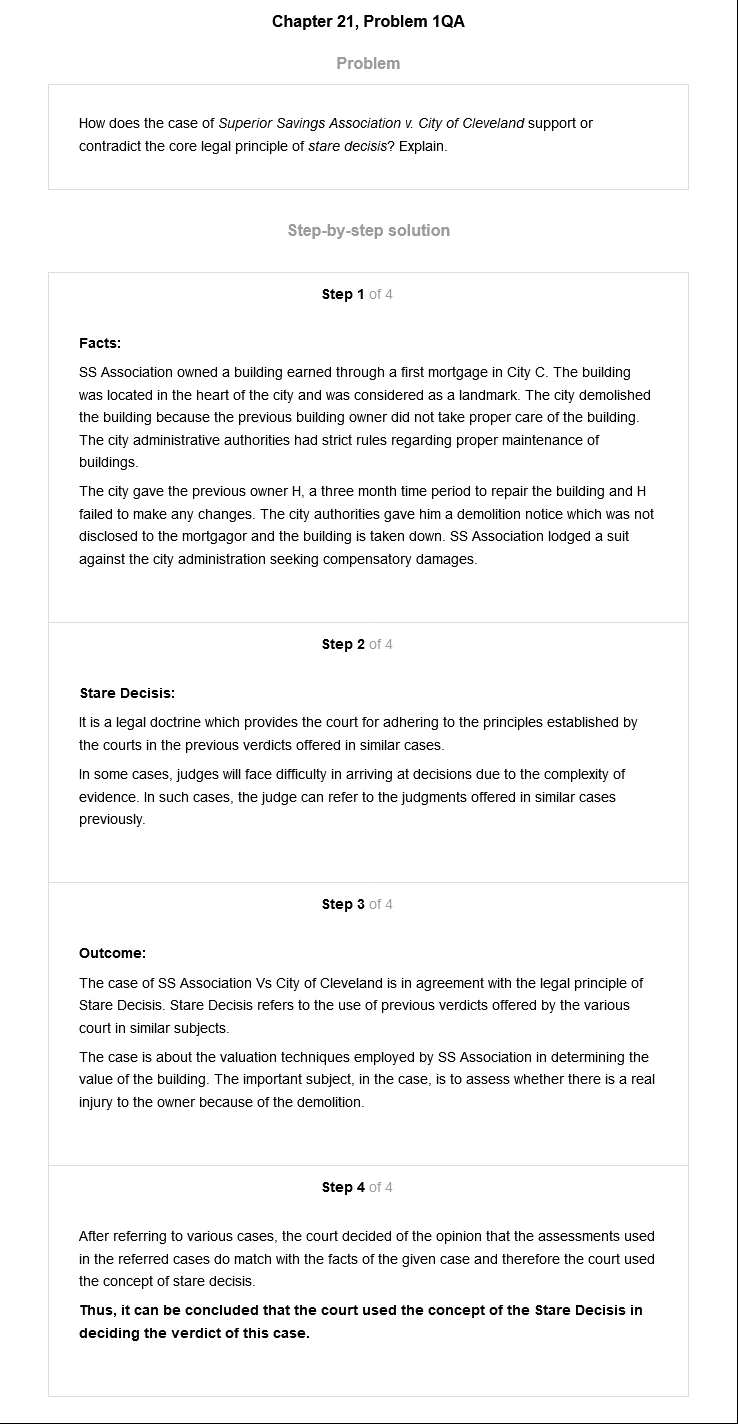 Chapter 21, Problem 1QA
Problem
How does the case of Superior Savings Association v. City of Cleveland support or
contradict the core legal principle of stare decisis? Explain.
Step-by-step solution
Step 1 of 4
Facts:
SS Association owned a building earned through a first mortgage in City C. The building
was located in the heart of the city and was considered as a landmark. The city demolished
the building because the previous building owner did not take proper care of the building.
The city administrative authorities had strict rules regarding proper maintenance of
buildings.
The city gave the previous owner H, a three month time period to repair the building and H
failed to make any changes. The city authorities gave him a demolition notice which was not
disclosed to the mortgagor and the building is taken down. SS Association lodged a suit
against the city administration seeking compensatory damages.
Step 2 of 4
Stare Decisis:
It is a legal doctrine which provides the court for adhering to the principles established by
the courts in the previous verdicts offered in similar cases.
In some cases, judges will face difficulty in arriving at decisions due to the complexity of
evidence. In such cases, the judge can refer to the judgments offered in similar cases
previously.
Step 3 of 4
Outcome:
The case of SS Association Vs City of Cleveland is in agreement with the legal principle of
Stare Decisis. Stare Decisis refers to the use of previous verdicts offered by the various
court in similar subjects.
The case is about the valuation techniques employed by SS Association in determining the
value of the building. The important subject, in the case, is to assess whether there is a real
injury to the owner because of the demolition.
Step 4 of 4
After referring to various cases, the court decided of the opinion that the assessments used
in the referred cases do match with the facts of the given case and therefore the court used
the concept of stare decisis.
Thus, it can be concluded that the court used the concept of the Stare Decisis in
deciding the verdict of this case.